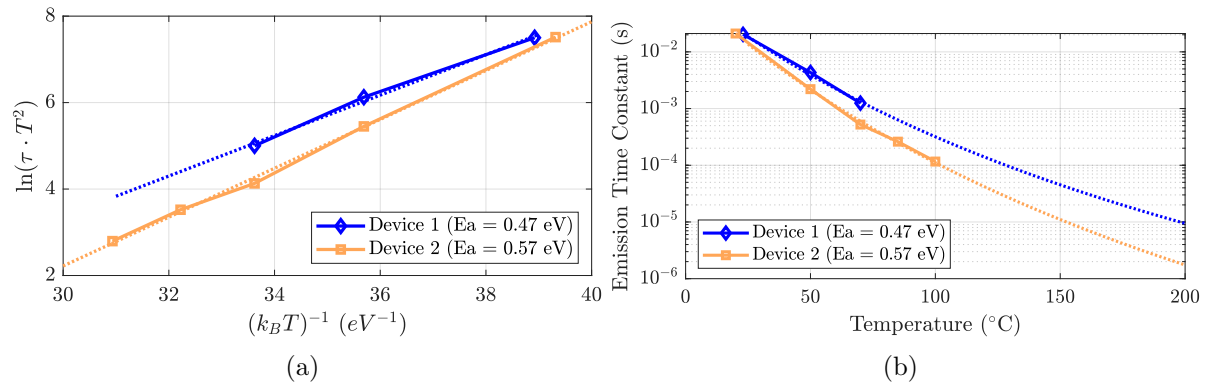 8
6
4
2
ln(τ · T²)
30
32
34
36
38
40
(k_BT)⁻¹ (eV⁻¹)
Device 1 (Ea = 0.47 eV)
Device 2 (Ea = 0.57 eV)
(a)
Emission Time Constant (s)
10⁻²
10⁻³
10⁻⁴
10⁻⁵
10⁻⁶
0
50
100
150
200
Temperature (°C)
Device 1 (Ea = 0.47 eV)
Device 2 (Ea = 0.57 eV)
(b)